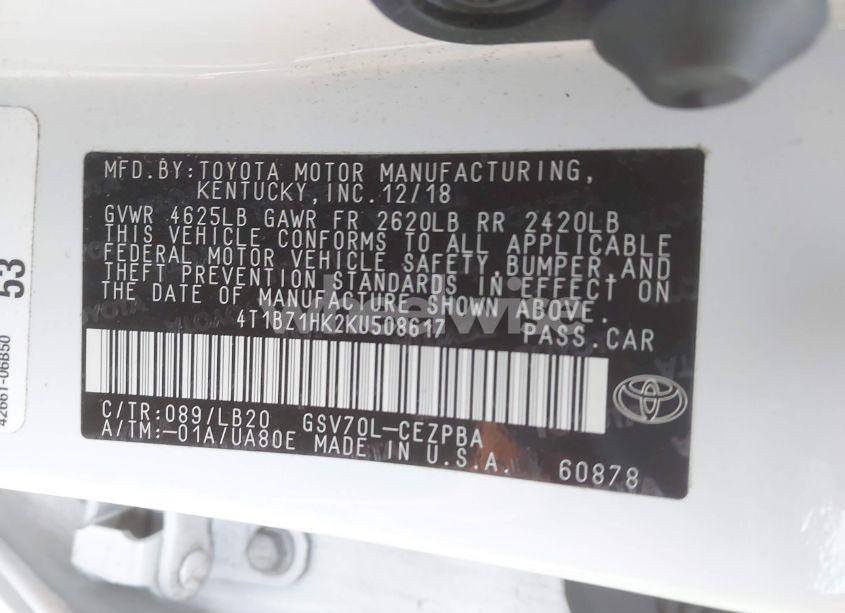 MFD.BY:TOYOTA MOTOR MANUFACTURING,
KENTUCKY,INC.12/18
GVWR 4625LB GAWR FR 2620LB RR 2420LB
THIS VEHICLE CONFORMS TO ALL APPLICABLE
FEDERAL MOTOR VEHICLE SAFETY,BUMPER,AND
THEFT PREVENTION STANDARDS IN EFFECT ON
THE DATE OF MANUFACTURE SHOWN ABOVE.
4T1BZ1HK2KU508617 PASS.CAR
C/TR:089/LB20 GSV70L-CEZPBA
A/TM:-01A/UA80E MADE IN U.S.A.
60878
53
42661-06B50